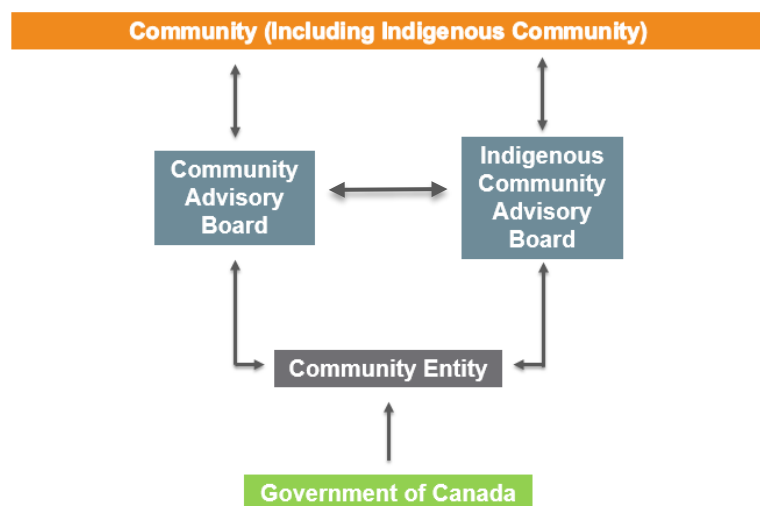 Community (Including Indigenous Community)
Community
Advisory
Board
Indigenous
Community
Advisory
Board
Community Entity
Government of Canada